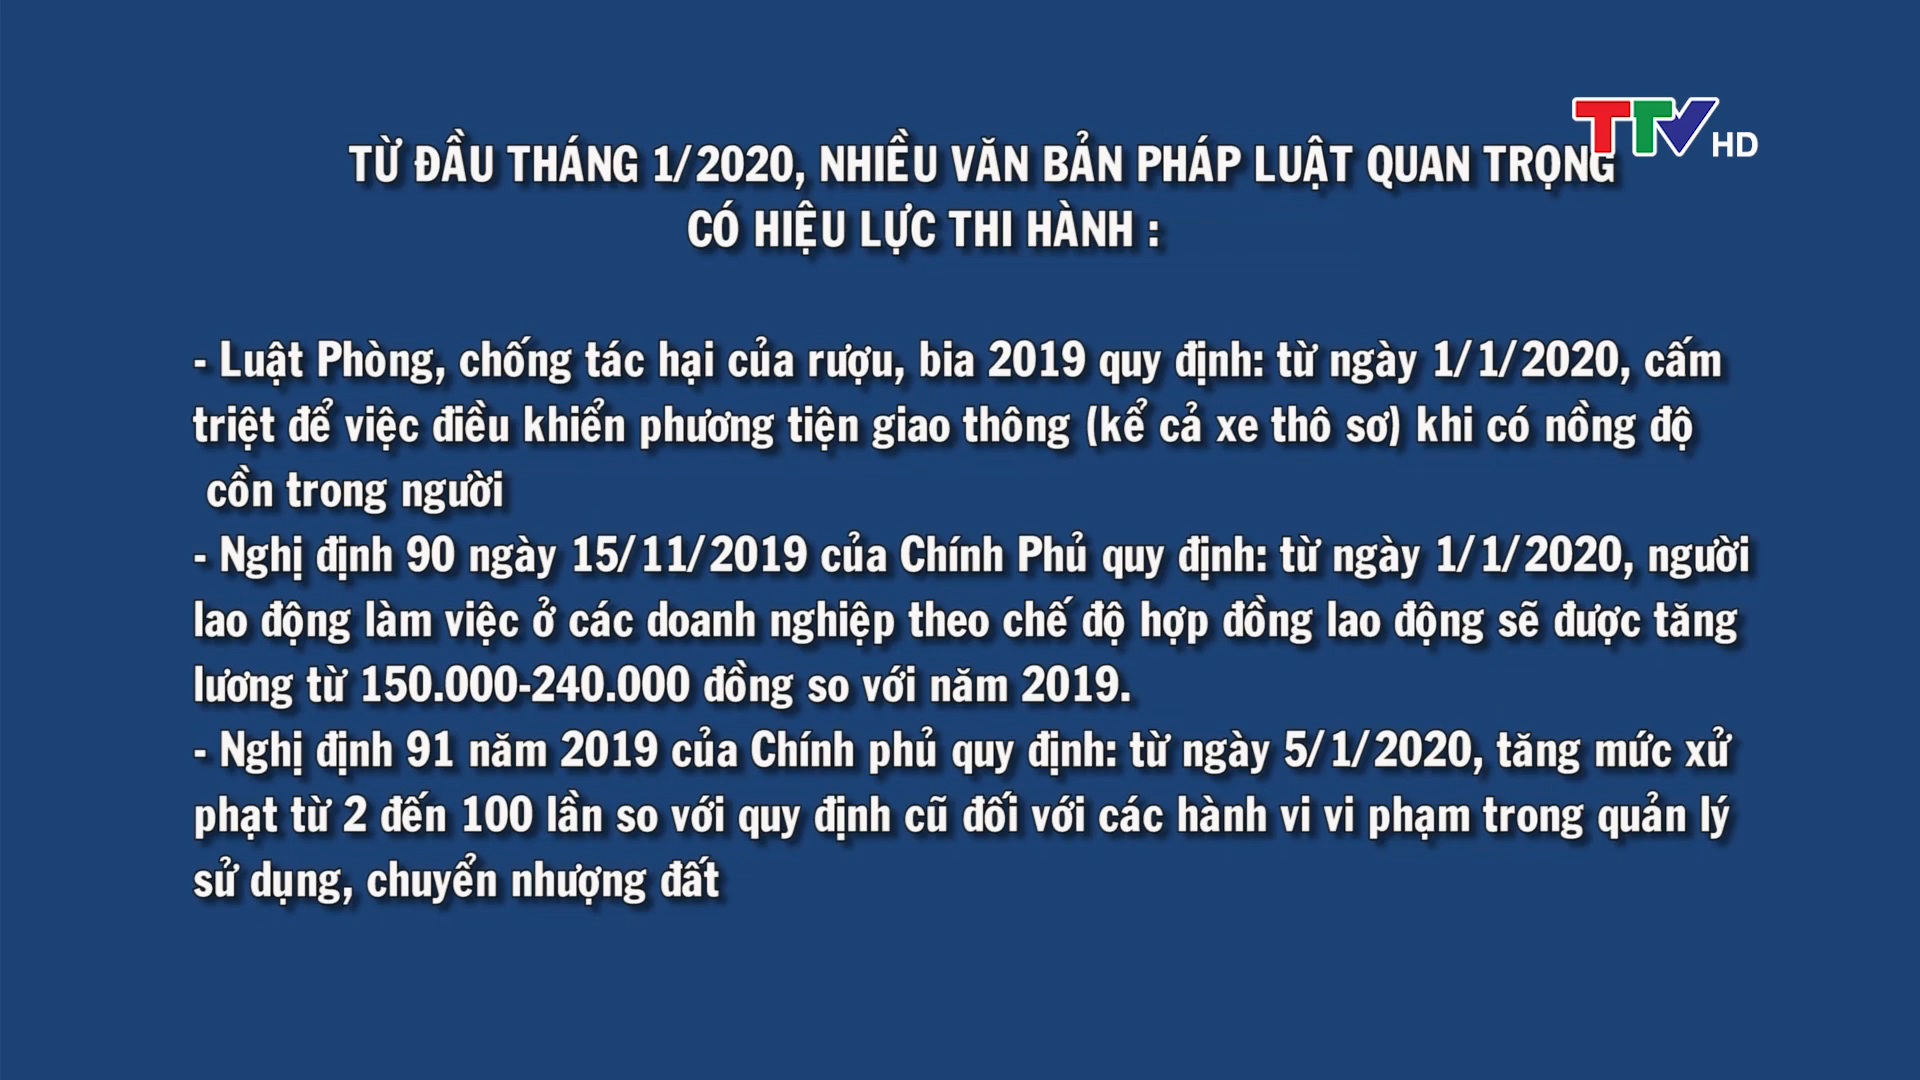 TTV HD
TỪ ĐẦU THÁNG 1/2020, NHIỀU VĂN BẢN PHÁP LUẬT QUAN TRỌNG
CÓ HIỆU LỰC THI HÀNH :
- Luật Phòng, chống tác hại của rượu, bia 2019 quy định: từ ngày 1/1/2020, cấm
triệt để việc điều khiển phương tiện giao thông (kể cả xe thô sơ) khi có nồng độ
cồn trong người
- Nghị định 90 ngày 15/11/2019 của Chính Phủ quy định: từ ngày 1/1/2020, người
lao động làm việc ở các doanh nghiệp theo chế độ hợp đồng lao động sẽ được tăng
lương từ 150.000-240.000 đồng so với năm 2019.
- Nghị định 91 năm 2019 của Chính phủ quy định: từ ngày 5/1/2020, tăng mức xử
phạt từ 2 đến 100 lần so với quy định cũ đối với các hành vi vi phạm trong quản lý
sử dụng, chuyển nhượng đất